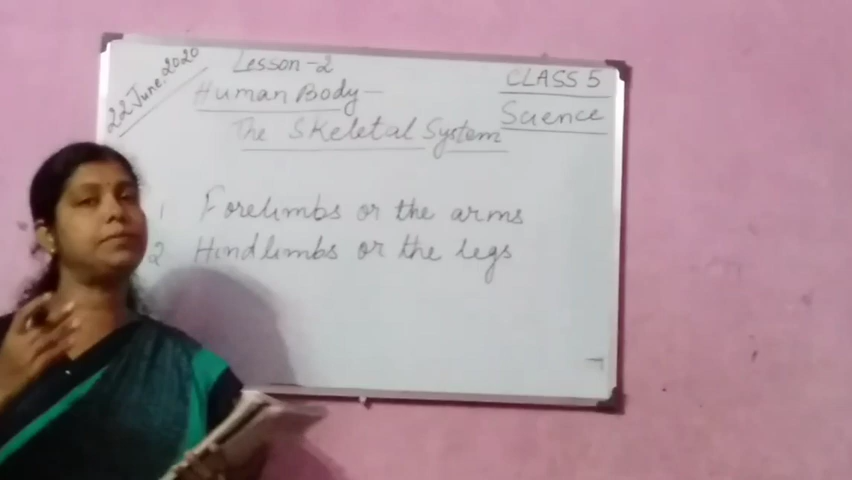 22 June. 2020
Lesson-2
CLASS 5
Human Body-
Science
The Skeletal System
1 Forelimbs or the arms
2 Hindlimbs or the legs